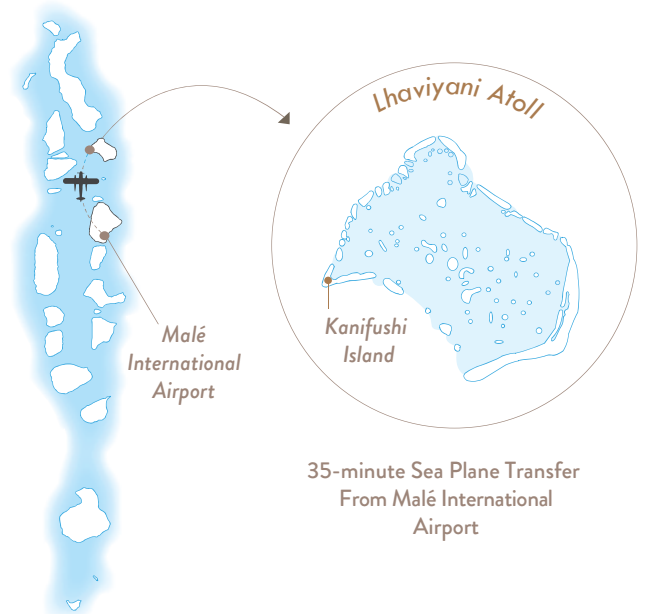 Lhaviyani Atoll
Malé
International
Airport
Kanifushi
Island
35-minute Sea Plane Transfer
From Malé International
Airport